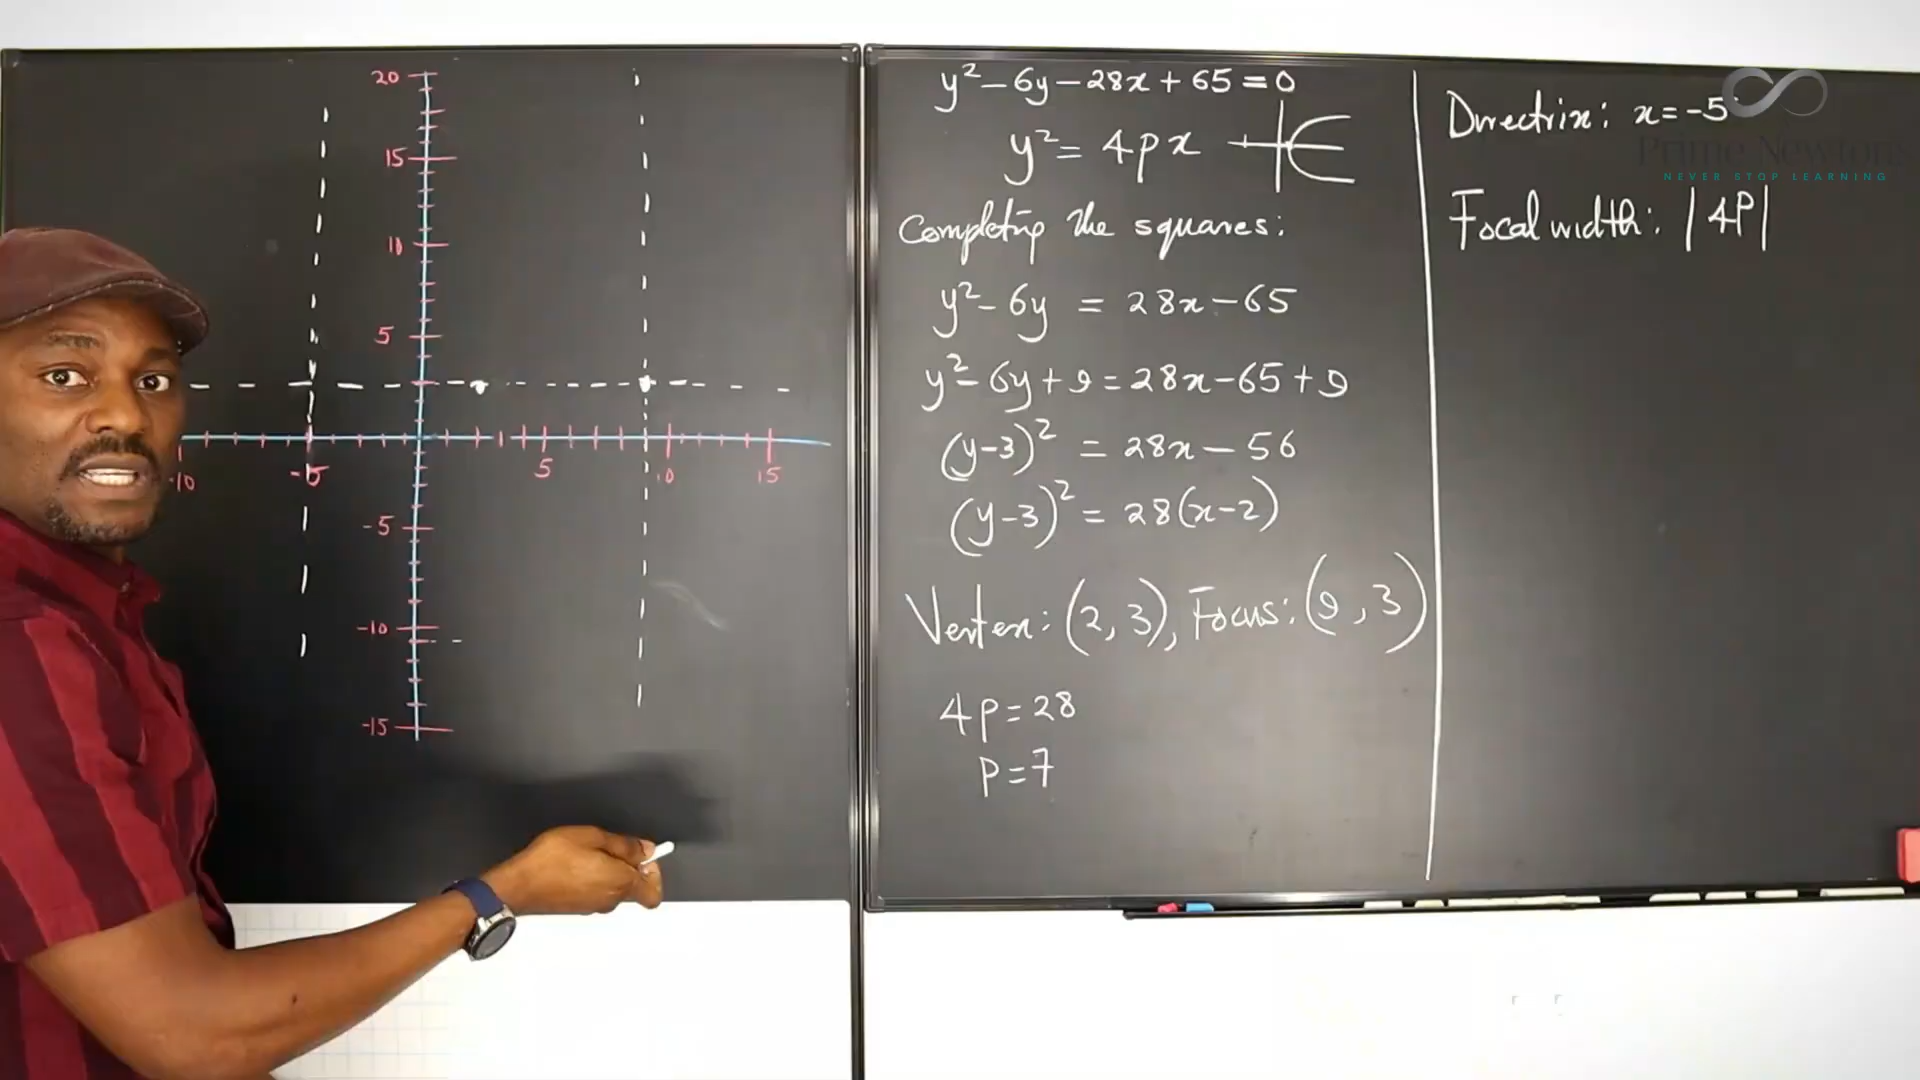 20
15
10
5
-10 -5 5 10 15
-5
-10
-15
y² - 6y - 28x + 65 = 0
y² = 4px
Completing the squares:
y² - 6y = 28x - 65
y² - 6y + 9 = 28x - 65 + 9
(y-3)² = 28x - 56
(y-3)² = 28(x-2)
Vertex: (2, 3), Focus: (9, 3)
4p = 28
p = 7
Directrix: x = -5
Focal width: |4P|
Prime Newtons
NEVER STOP LEARNING